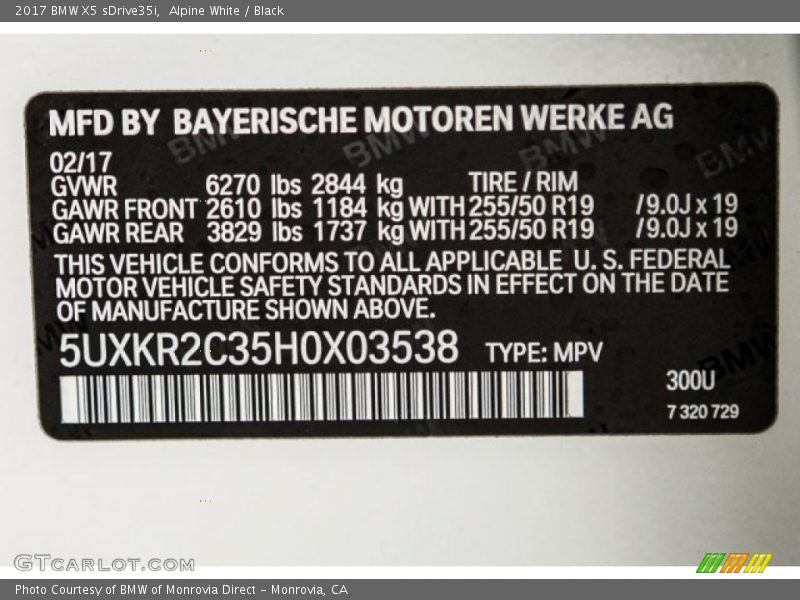 2017 BMW X5 sDrive35i,  Alpine White / Black
MFD BY BAYERISCHE MOTOREN WERKE AG
02/17
GVWR 6270 lbs 2844 kg TIRE / RIM
GAWR FRONT 2610 lbs 1184 kg WITH 255/50 R19 /9.0J x 19
GAWR REAR 3829 lbs 1737 kg WITH 255/50 R19 /9.0J x 19
THIS VEHICLE CONFORMS TO ALL APPLICABLE U. S. FEDERAL
MOTOR VEHICLE SAFETY STANDARDS IN EFFECT ON THE DATE
OF MANUFACTURE SHOWN ABOVE.
5UXKR2C35H0X03538 TYPE: MPV
300U
7 320 729
GTCARLOT.COM
Photo Courtesy of BMW of Monrovia Direct - Monrovia, CA